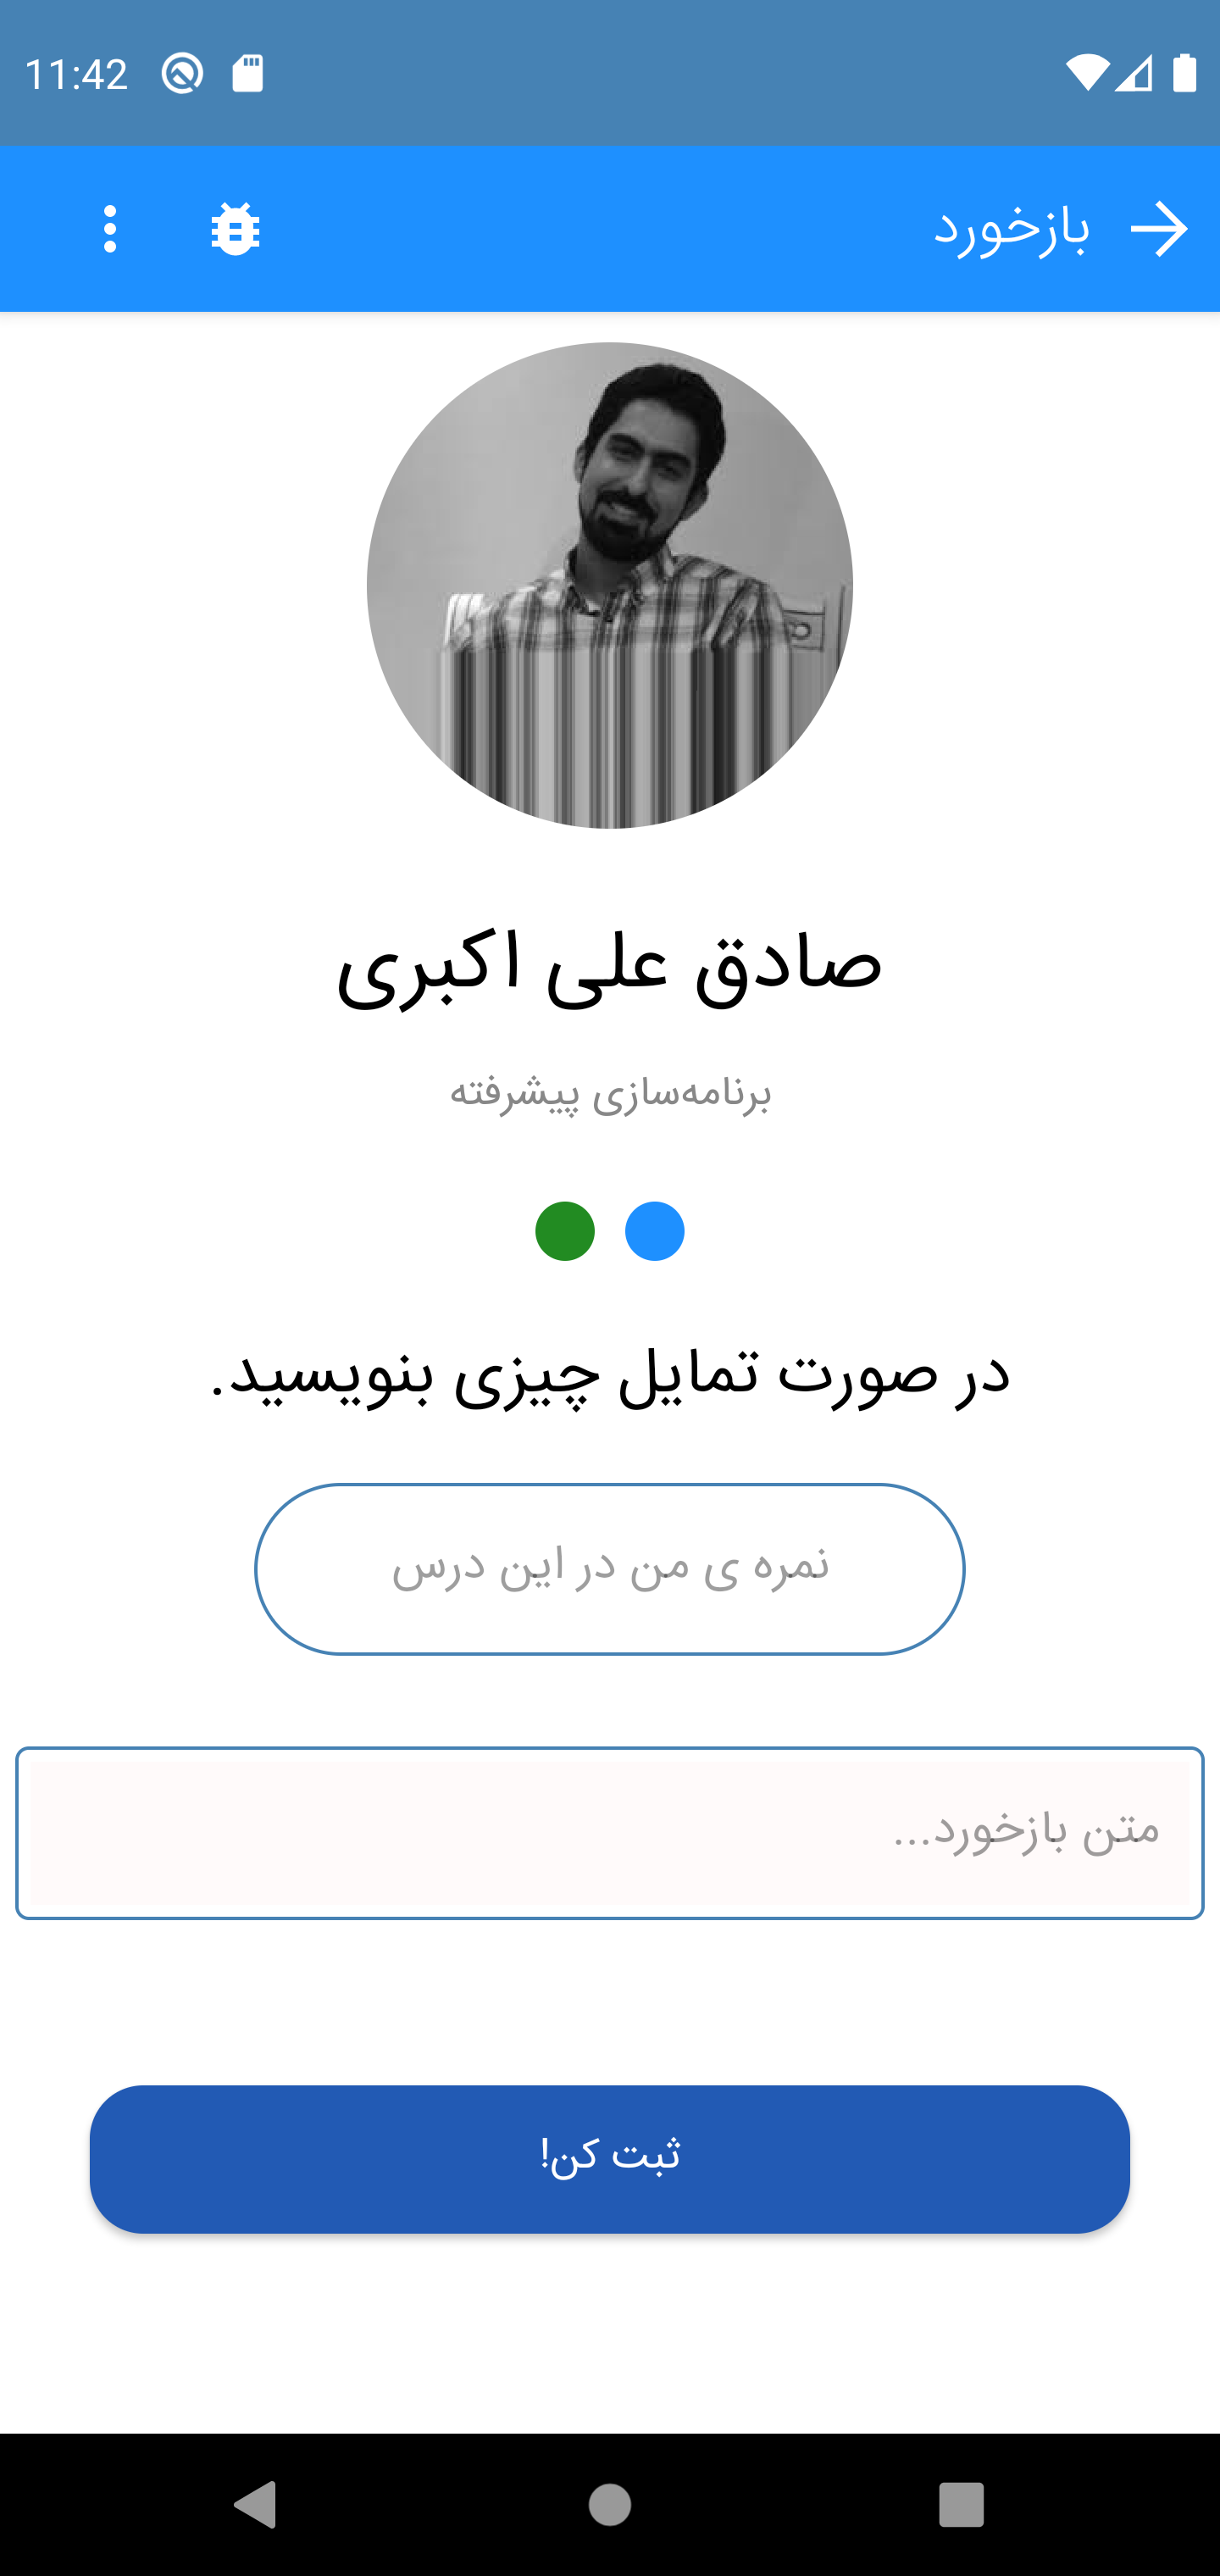 11:42
بازخورد
صادق علی اکبری
برنامه‌سازی پیشرفته
در صورت تمایل چیزی بنویسید.
نمره ی من در این درس
متن بازخورد...
ثبت کن!